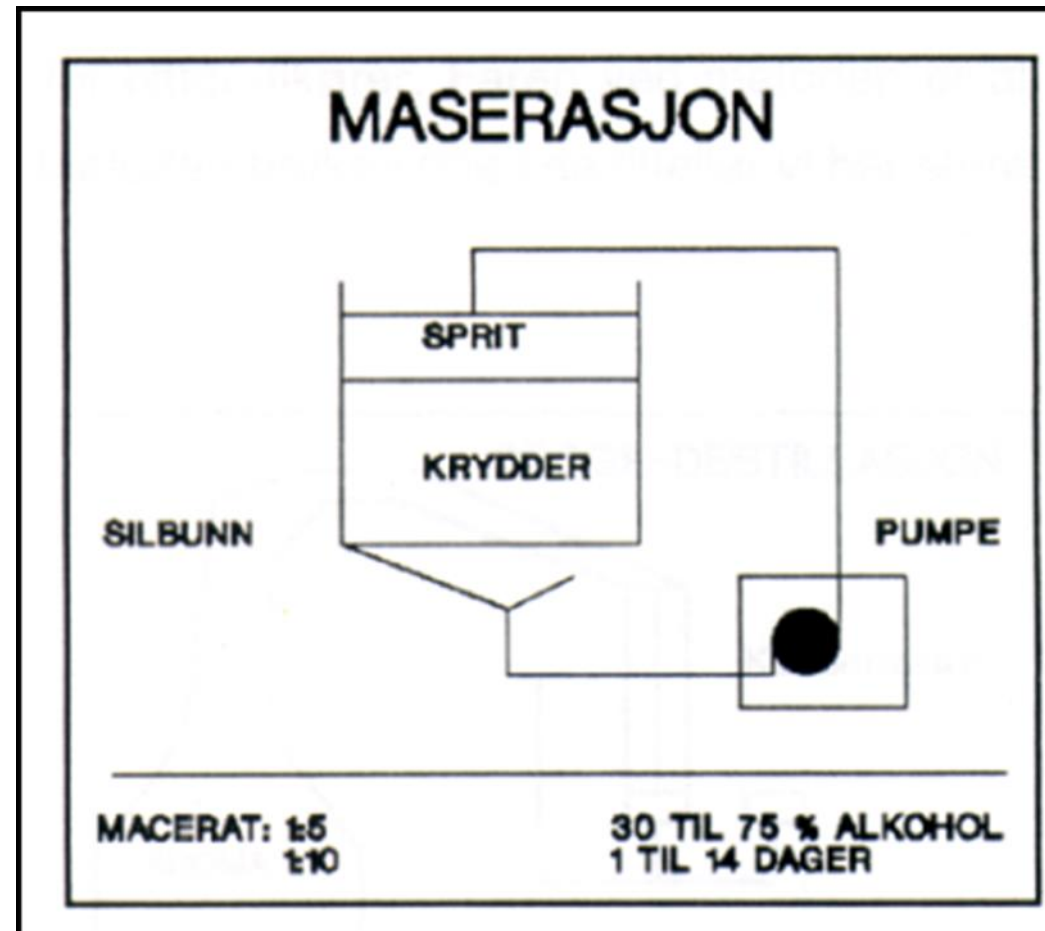 MASERASJON
SPRIT
KRYDDER
SILBUNN
PUMPE
MACERAT: 1:5
1:10
30 TIL 75 % ALKOHOL
1 TIL 14 DAGER